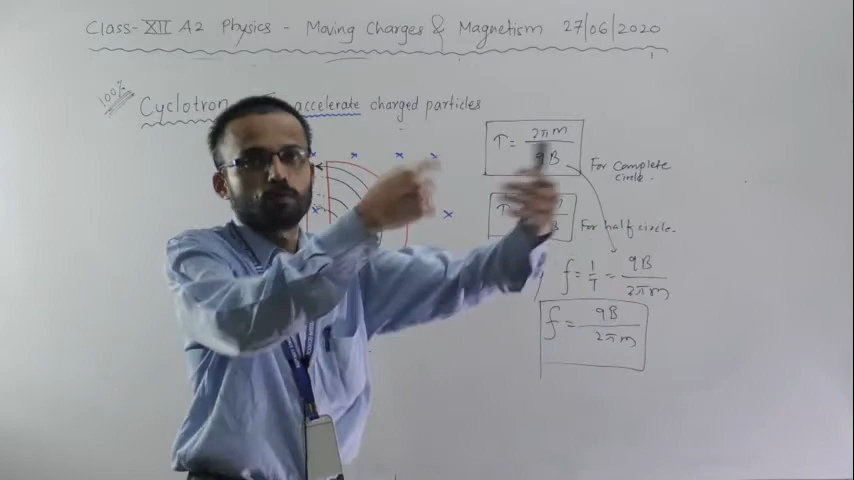 Class-XII A2 Physics - Moving Charges & Magnetism 27/06/2020
100%
Cyclotron accelerate charged particles
T = 2πm / qB
For complete circle.
For half circle.
f = 1/T = qB / 2πm
f = qB / 2πm